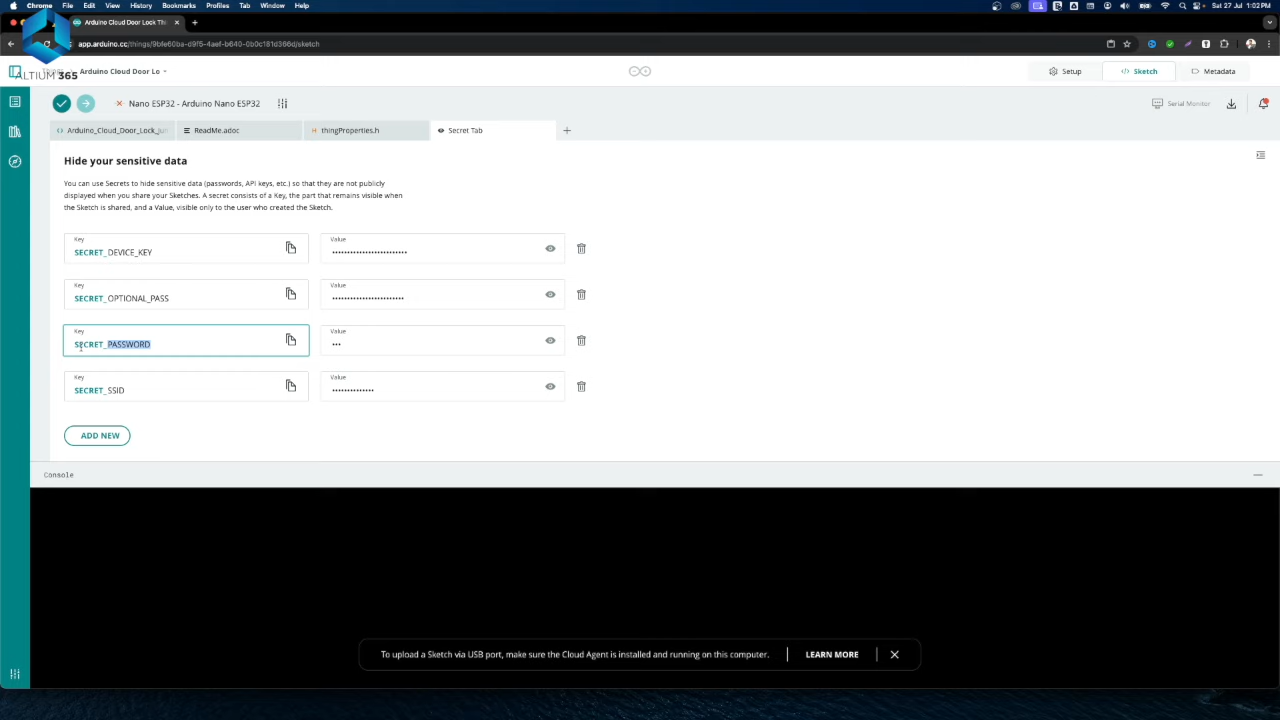 Chrome File Edit View History Bookmarks Profiles Tab Window Help
Sat 27 Jul 1:02 PM
Arduino Cloud Door Lock Th
app.arduino.cc/things/9bfe60ba-d9f5-4aef-b640-0b0c181d366d/sketch
ALTIUM 365
Arduino Cloud Door Lo
Setup
</> Sketch
Metadata
Nano ESP32 - Arduino Nano ESP32
Serial Monitor
Arduino_Cloud_Door_Lock_jun
ReadMe.adoc
thingProperties.h
Secret Tab
Hide your sensitive data
You can use Secrets to hide sensitive data (passwords, API keys, etc.) so that they are not publicly
displayed when you share your Sketches. A secret consists of a Key, the part that remains visible when
the Sketch is shared, and a Value, visible only to the user who created the Sketch.
Key
SECRET_DEVICE_KEY
Value
Key
SECRET_OPTIONAL_PASS
Value
Key
SECRET_PASSWORD
Value
Key
SECRET_SSID
Value
ADD NEW
Console
To upload a Sketch via USB port, make sure the Cloud Agent is installed and running on this computer.
LEARN MORE